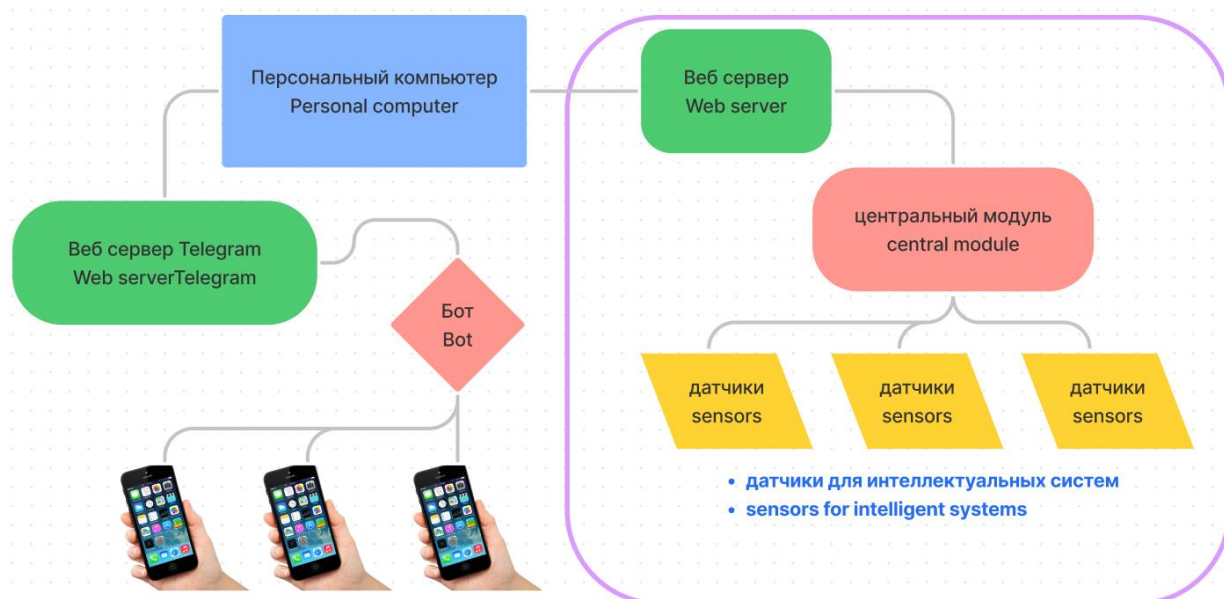 Персональный компьютер
Personal computer
Веб сервер
Web server
Веб сервер Telegram
Web serverTelegram
центральный модуль
central module
Бот
Bot
датчики
sensors
датчики
sensors
датчики
sensors
• датчики для интеллектуальных систем
• sensors for intelligent systems